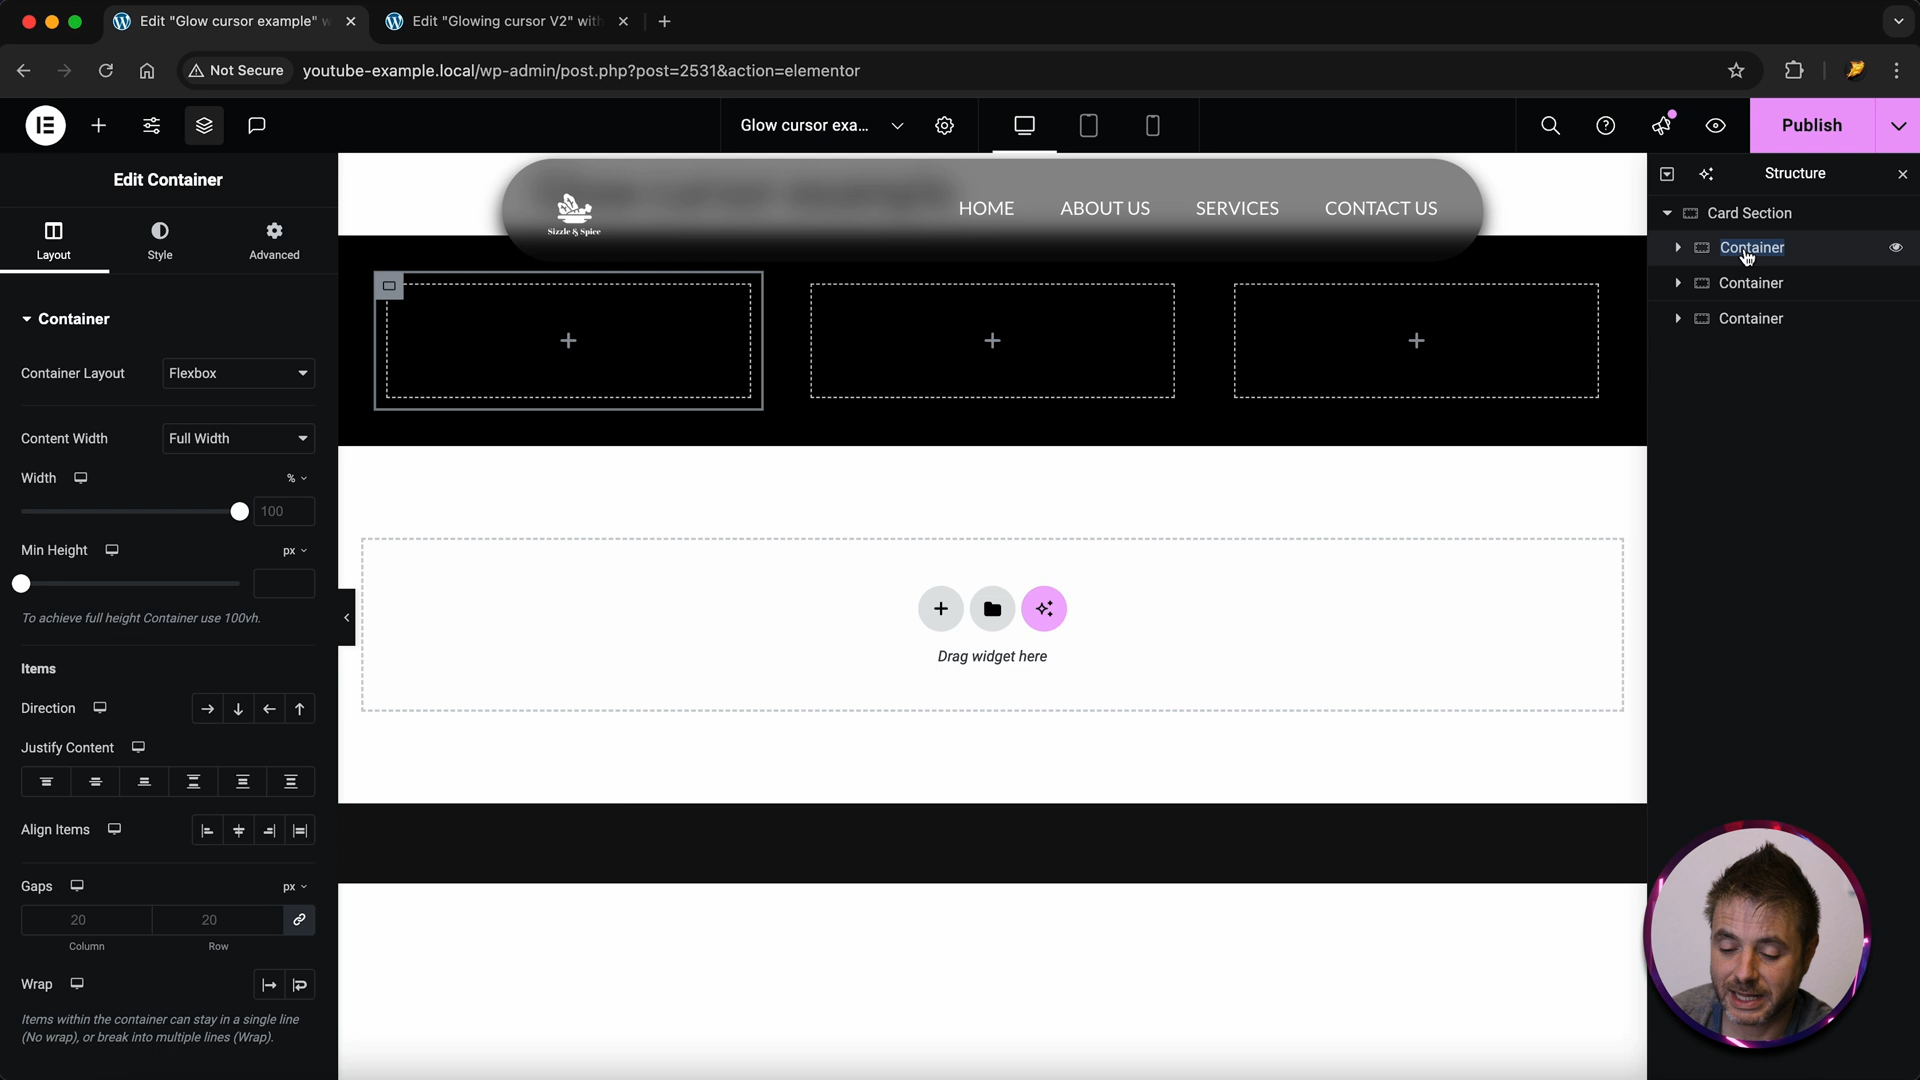 Edit "Glow cursor example" w
Edit "Glowing cursor V2" with
Not Secure
youtube-example.local/wp-admin/post.php?post=2531&action=elementor
Glow cursor exa...
Publish
Edit Container
Layout
Style
Advanced
Container
Container Layout
Flexbox
Content Width
Full Width
Width
%
100
Min Height
px
To achieve full height Container use 100vh.
Items
Direction
Justify Content
Align Items
Gaps
px
20
20
Column
Row
Wrap
Items within the container can stay in a single line
(No wrap), or break into multiple lines (Wrap).
Glow cursor example
Sizzle & Spice
HOME
ABOUT US
SERVICES
CONTACT US
Drag widget here
Structure
Card Section
Container
Container
Container